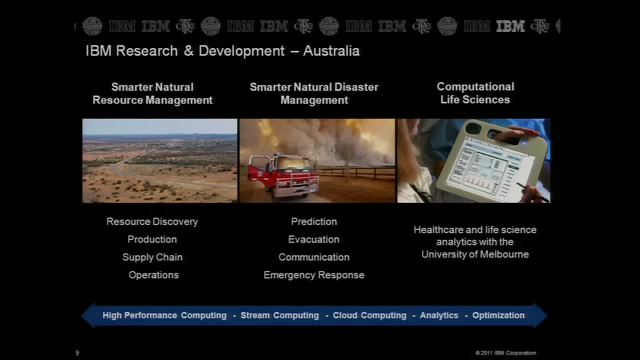 IBM IBM IBM IBM IBM
IBM Research & Development – Australia
Smarter Natural
Resource Management
Smarter Natural Disaster
Management
Computational
Life Sciences
Resource Discovery
Production
Supply Chain
Operations
Prediction
Evacuation
Communication
Emergency Response
Healthcare and life science
analytics with the
University of Melbourne
High Performance Computing - Stream Computing - Cloud Computing - Analytics - Optimization
9
© 2011 IBM Corporation